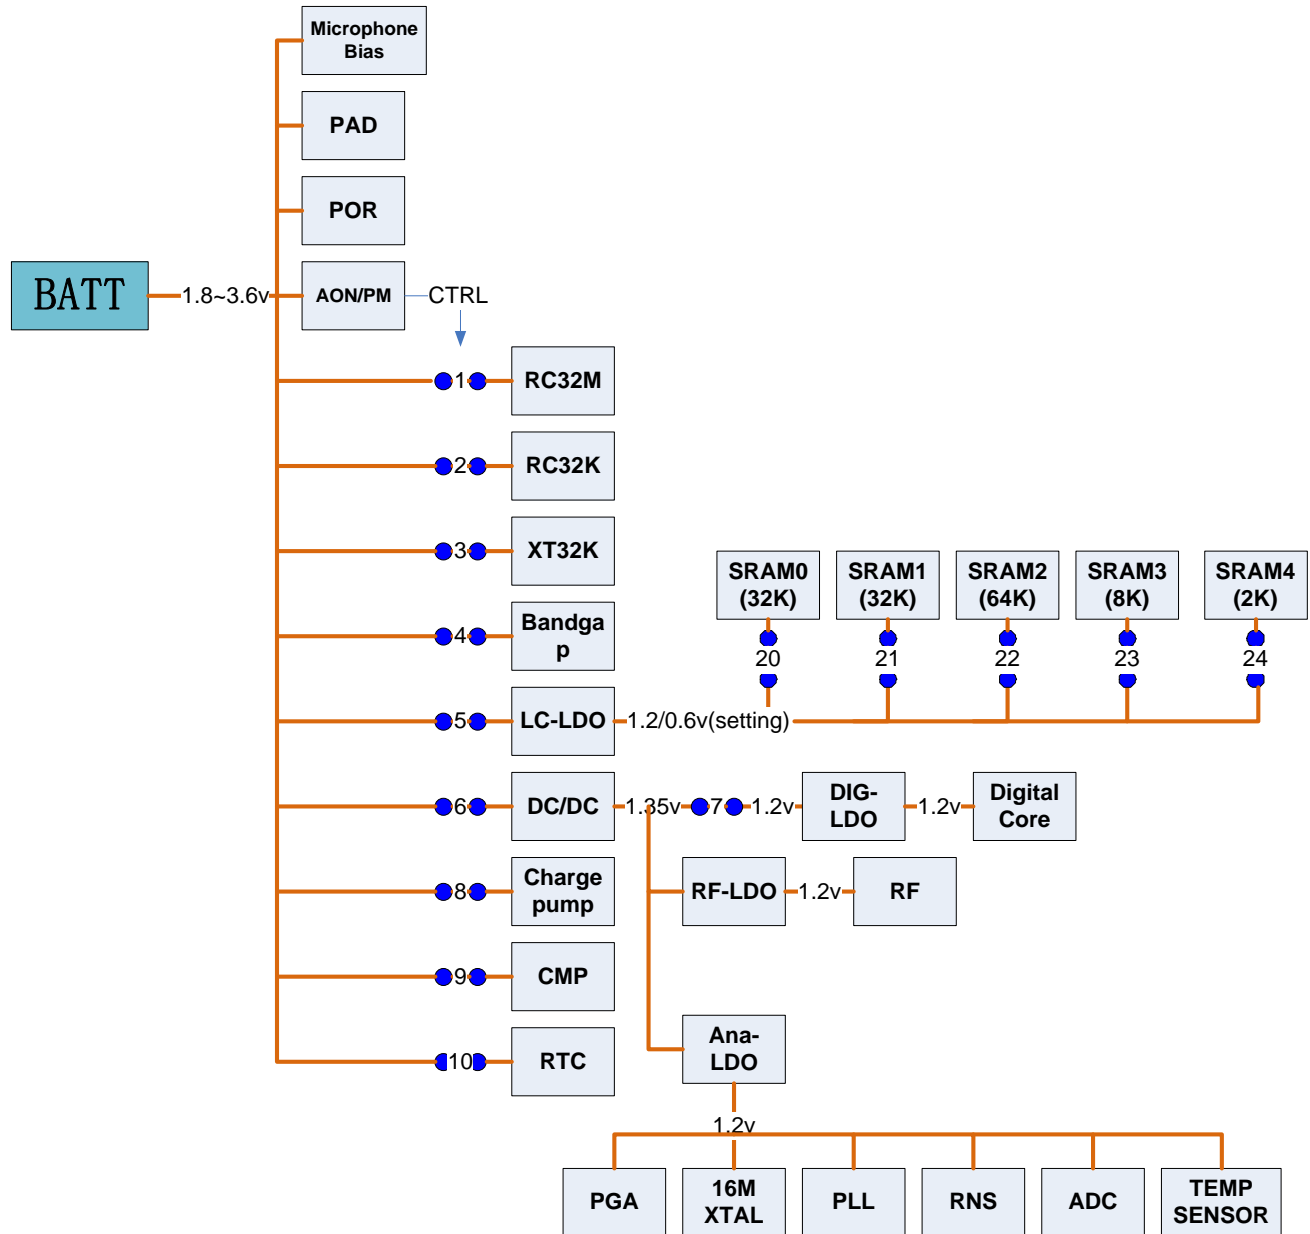 Microphone
Bias
PAD
POR
BATT
1.8~3.6v
AON/PM
CTRL
1
RC32M
2
RC32K
3
XT32K
SRAM0
(32K)
SRAM1
(32K)
SRAM2
(64K)
SRAM3
(8K)
SRAM4
(2K)
4
Bandga
p
20
21
22
23
24
5
LC-LDO
1.2/0.6v(setting)
6
DC/DC
1.35v
7
1.2v
DIG-
LDO
1.2v
Digital
Core
8
Charge
pump
RF-LDO
1.2v
RF
9
CMP
10
RTC
Ana-
LDO
1.2v
PGA
16M
XTAL
PLL
RNS
ADC
TEMP
SENSOR